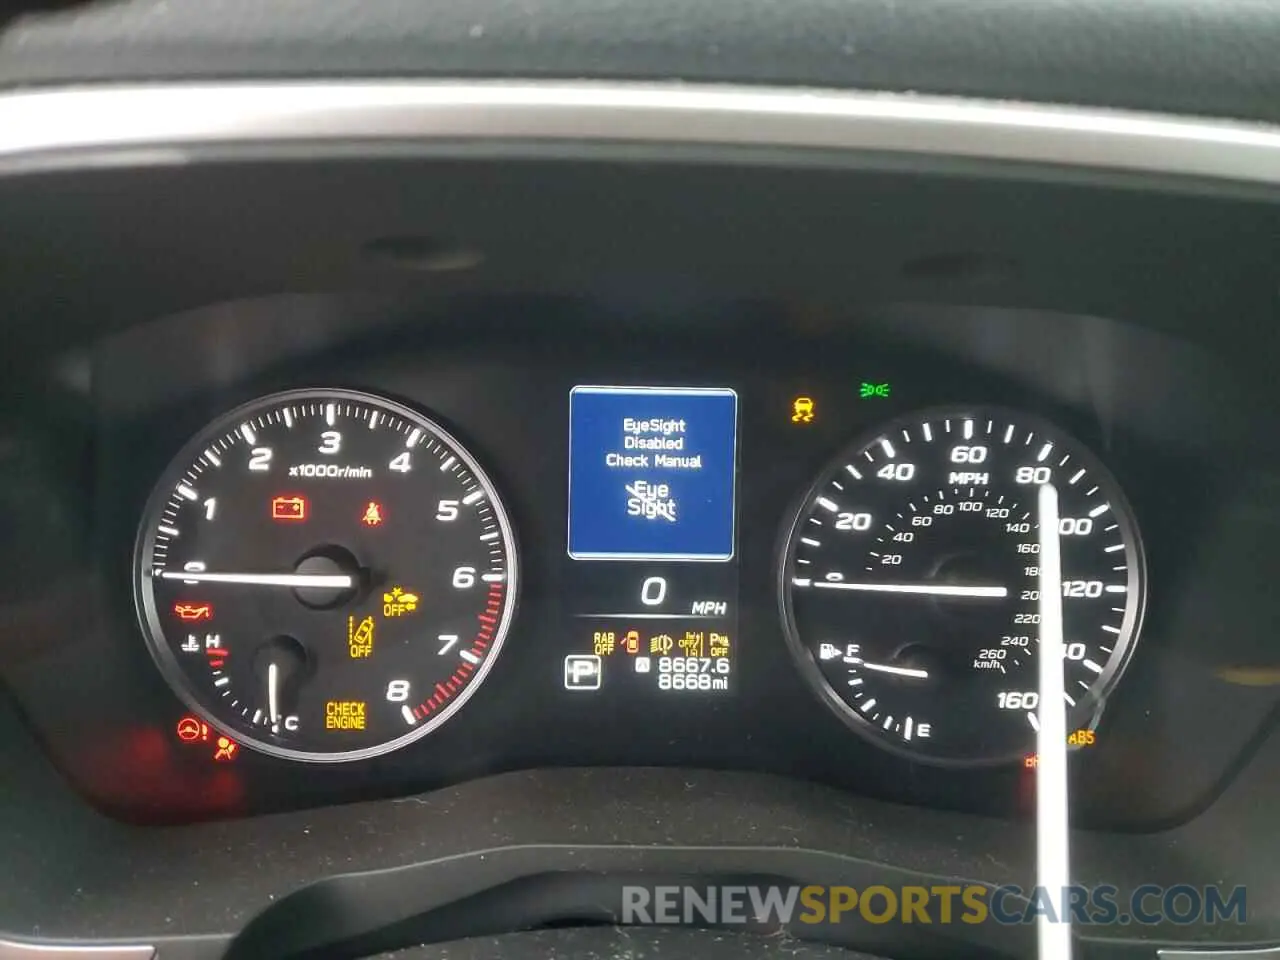 EyeSight
Disabled
Check Manual
Eye
Sight
0 MPH
RAB
OFF
OFF
P
OFF
P
A 8667.6
8668 mi
1
2
3
4
5
6
7
8
x1000r/min
OFF
OFF
H
C
CHECK
ENGINE
20
40
60
80
100
120
160
MPH
20
40
60
80
100
120
140
160
220
240
260
km/h
F
E
ABS
RENEWSPORTSCARS.COM